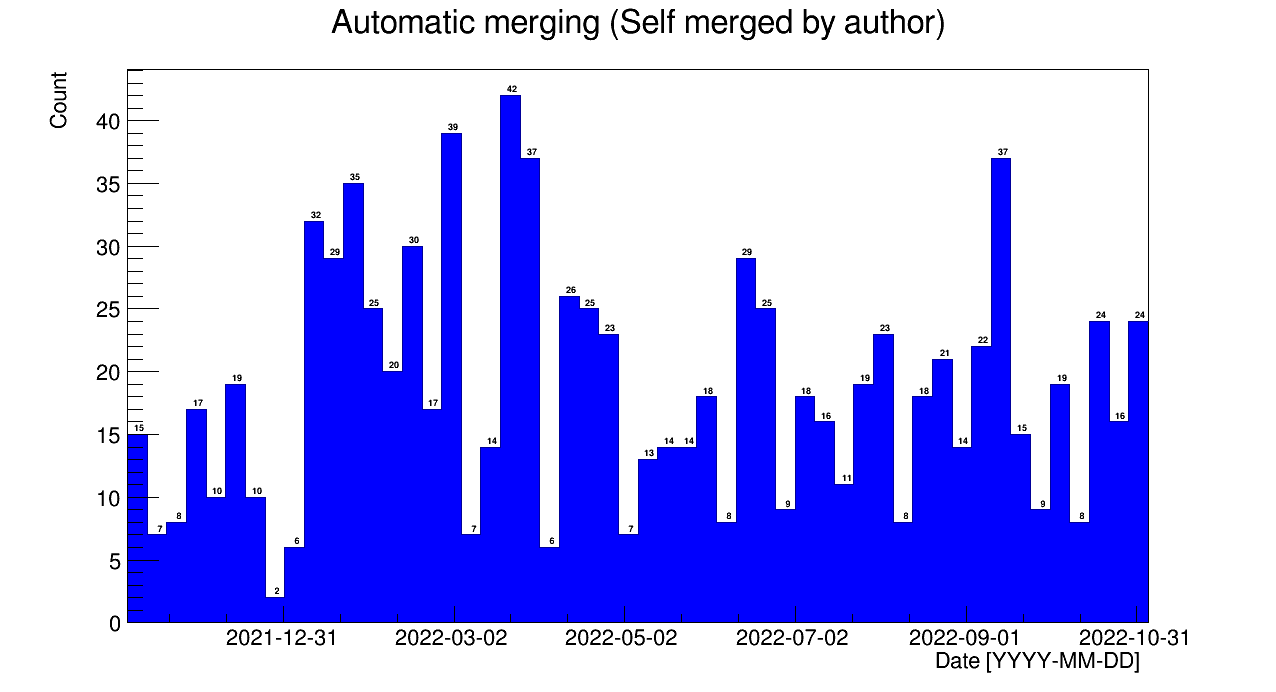 Automatic merging (Self merged by author)
Count
40
35
30
25
20
15
10
5
0
15 7 8 17 10 19 10 2 6 32 29 35 25 20 30 17 39 7 14 42 37 6 26 25 23 7 13 14 14 18 8 29 25 9 18 16 11 19 23 8 18 21 14 22 37 15 9 19 8 24 16 24
2021-12-31 2022-03-02 2022-05-02 2022-07-02 2022-09-01 2022-10-31
Date [YYYY-MM-DD]